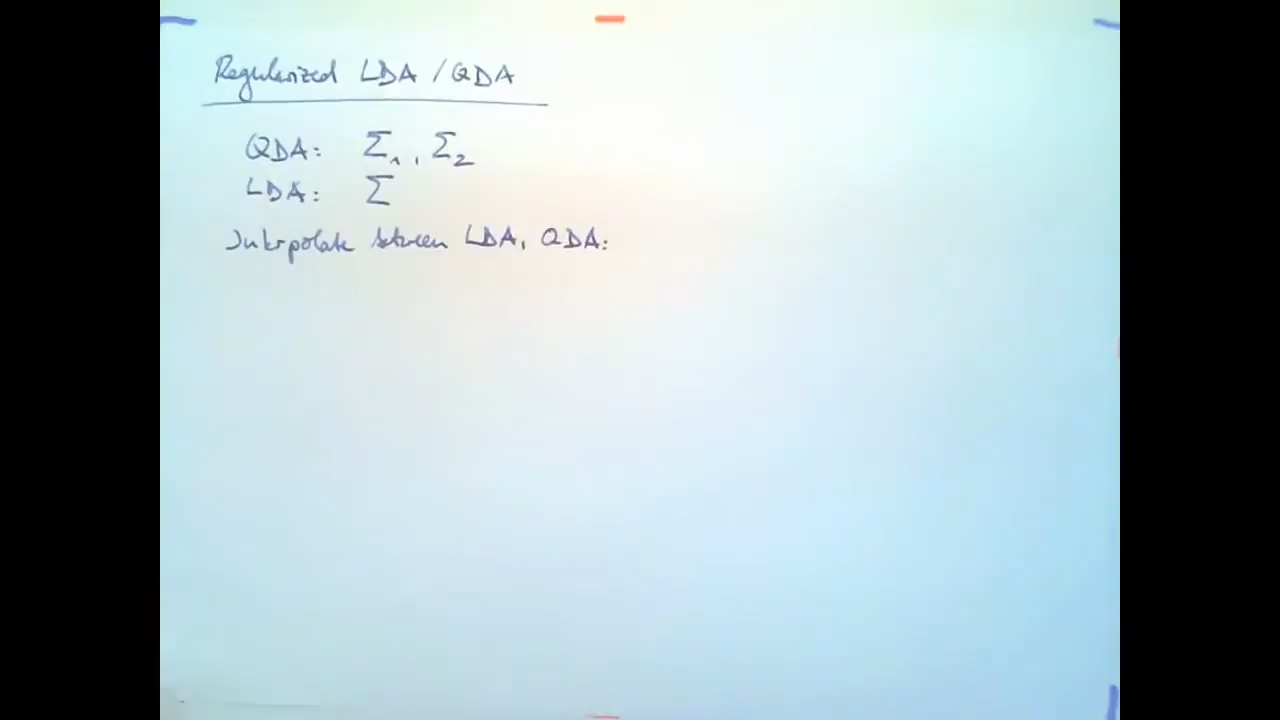 Regularized LDA / QDA
QDA: Σ₁, Σ₂
LDA: Σ
Interpolate between LDA, QDA: